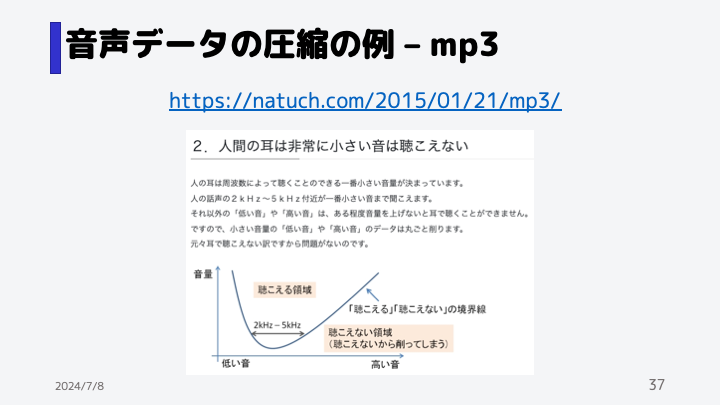 音声データの圧縮の例 – mp3
https://natuch.com/2015/01/21/mp3/
２．人間の耳は非常に小さい音は聴こえない
人の耳は周波数によって聴くことのできる一番小さい音量が決まっています。
人の話声の２ｋＨｚ～５ｋＨｚ付近が一番小さい音まで聞こえます。
それ以外の「低い音」や「高い音」は、ある程度音量を上げないと耳で聴くことができません。
ですので、小さい音量の「低い音」や「高い音」のデータは丸ごと削ります。
元々耳で聴こえない訳ですから問題がないのです。
音量
聴こえる領域
「聴こえる」「聴こえない」の境界線
2kHz－5kHz
聴こえない領域
（聴こえないから削ってしまう）
低い音
高い音
2024/7/8
37